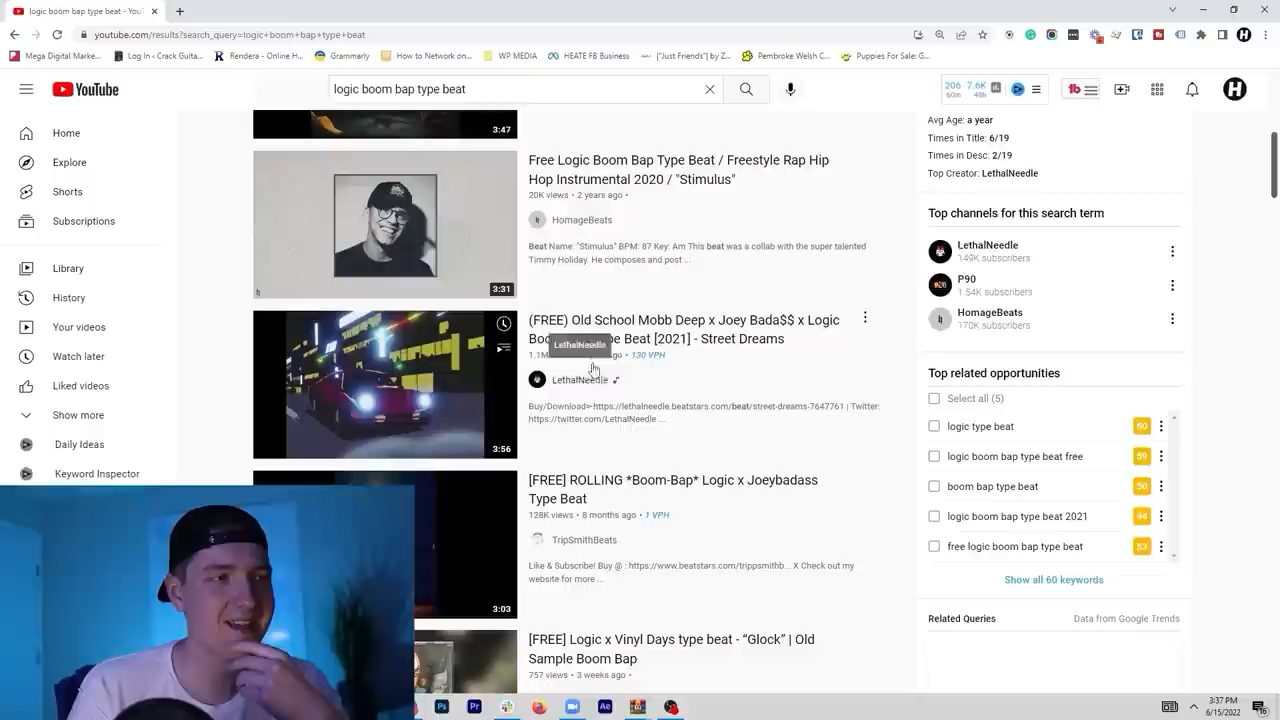 logic boom bap type beat - YouT
youtube.com/results?search_query=logic+boom+bap+type+beat
Mega Digital Marke...
Log In - Crack Gurat...
Rendera - Online H...
Grammarly
How to Network on...
WP MEDIA
HEATE FB Business
["Just Friends"] by Z...
Pembroke Welsh C...
Puppies For Sale: G...
YouTube
logic boom bap type beat
206
60m
7.6K
48h
tb
H
Home
Explore
Shorts
Subscriptions
Library
History
Your videos
Watch later
Liked videos
Show more
Daily Ideas
Keyword Inspector
3:47
3:31
Free Logic Boom Bap Type Beat / Freestyle Rap Hip
Hop Instrumental 2020 / "Stimulus"
20K views • 2 years ago •
HomageBeats
Beat Name: "Stimulus" BPM: 87 Key: Am This beat was a collab with the super talented
Timmy Holiday. He composes and post ...
3:56
(FREE) Old School Mobb Deep x Joey Bada$$ x Logic
Beat [2021] - Street Dreams
LethalNeedle
ago • 130 VPH
LethalNeedle
Buy/Download➢https://lethalneedle.beatstars.com/beat/street-dreams-7647761 | Twitter:
https://twitter.com/LethalNeedle ...
3:03
[FREE] ROLLING *Boom-Bap* Logic x Joeybadass
Type Beat
128K views • 8 months ago • 1 VPH
TripSmithBeats
Like & Subscribe! Buy @ : https://www.beatstars.com/trippsmithb... X Check out my
website for more ...
[FREE] Logic x Vinyl Days type beat - “Glock” | Old
Sample Boom Bap
757 views • 3 weeks ago •
Avg Age: a year
Times in Title: 6/19
Times in Desc: 2/19
Top Creator: LethalNeedle
Top channels for this search term
LethalNeedle
149K subscribers
P90
1.54K subscribers
HomageBeats
170K subscribers
Top related opportunities
Select all (5)
logic type beat
60
logic boom bap type beat free
59
boom bap type beat
50
logic boom bap type beat 2021
44
free logic boom bap type beat
53
Show all 60 keywords
Related Queries
Data from Google Trends
Ps
Pr
Ae
3:37 PM
6/15/2022